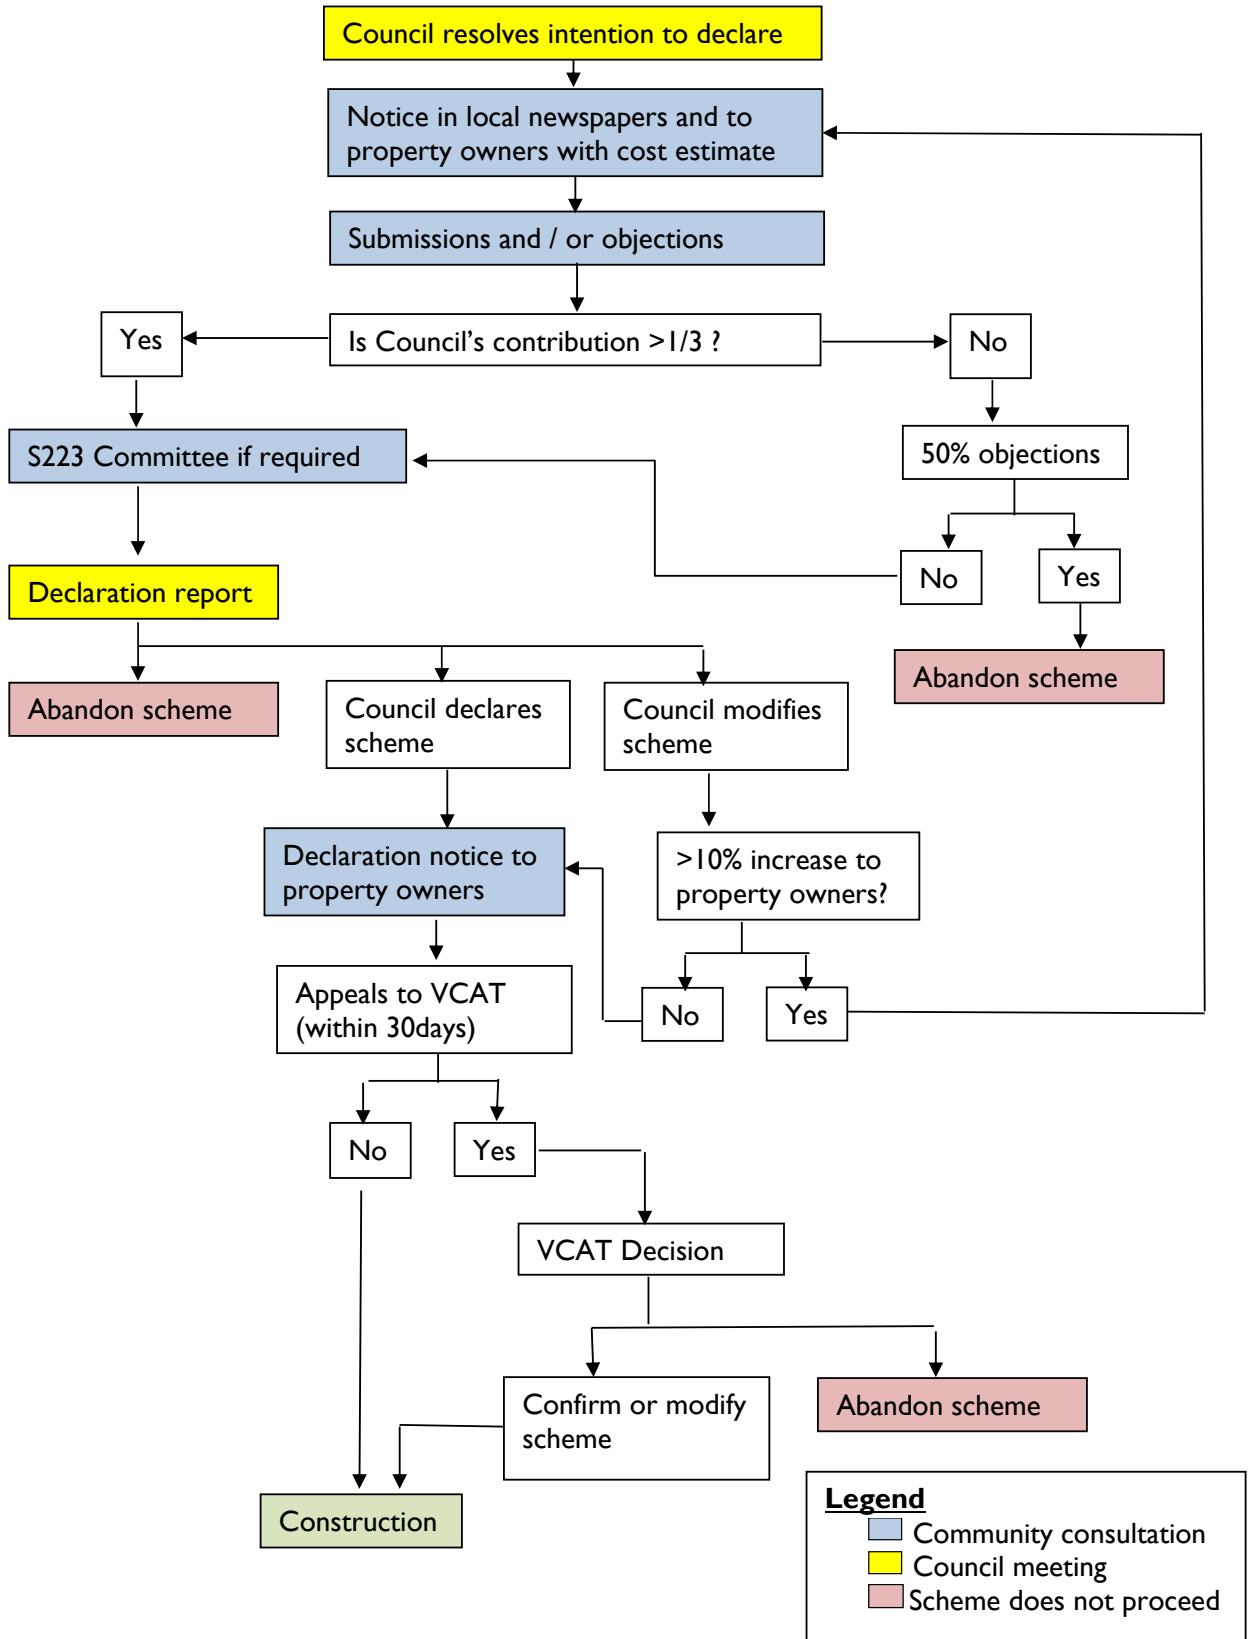 Council resolves intention to declare
Notice in local newspapers and to
property owners with cost estimate
Submissions and / or objections
Yes
Is Council’s contribution >1/3 ?
No
S223 Committee if required
50% objections
No
Yes
Declaration report
Abandon scheme
Abandon scheme
Council declares
scheme
Council modifies
scheme
Declaration notice to
property owners
>10% increase to
property owners?
Appeals to VCAT
(within 30days)
No
Yes
No
Yes
VCAT Decision
Confirm or modify
scheme
Abandon scheme
Construction
Legend
Community consultation
Council meeting
Scheme does not proceed